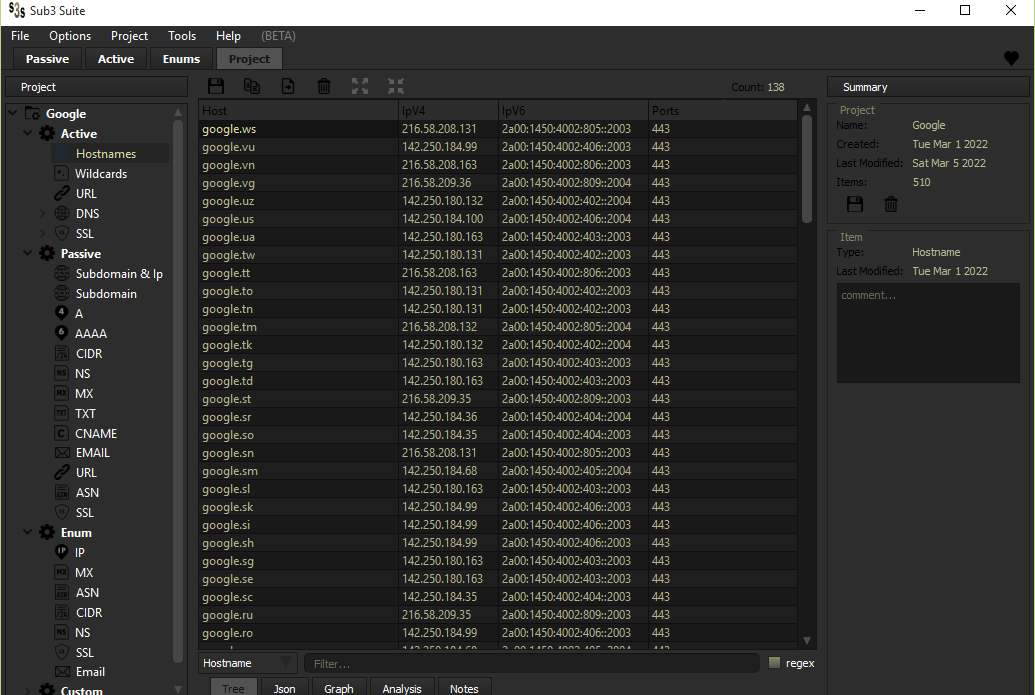 Sub3 Suite
File Options Project Tools Help (BETA)
Passive Active Enums Project
Project
Google
Active
Hostnames
Wildcards
URL
DNS
SSL
Passive
Subdomain & Ip
Subdomain
A
AAAA
CIDR
NS
MX
TXT
CNAME
EMAIL
URL
ASN
SSL
Enum
IP
MX
ASN
CIDR
NS
SSL
Email
Custom
Count: 138
Host IpV4 IpV6 Ports
google.ws 216.58.208.131 2a00:1450:4002:805::2003 443
google.vu 142.250.184.99 2a00:1450:4002:406::2003 443
google.vn 216.58.208.163 2a00:1450:4002:806::2003 443
google.vg 216.58.209.36 2a00:1450:4002:809::2004 443
google.uz 142.250.180.132 2a00:1450:4002:402::2004 443
google.us 142.250.184.100 2a00:1450:4002:406::2004 443
google.ua 142.250.180.163 2a00:1450:4002:403::2003 443
google.tw 142.250.180.131 2a00:1450:4002:402::2003 443
google.tt 216.58.208.163 2a00:1450:4002:806::2003 443
google.to 142.250.180.131 2a00:1450:4002:402::2003 443
google.tn 142.250.180.131 2a00:1450:4002:402::2003 443
google.tm 216.58.208.132 2a00:1450:4002:805::2004 443
google.tk 142.250.180.132 2a00:1450:4002:402::2004 443
google.tg 142.250.180.163 2a00:1450:4002:403::2003 443
google.td 142.250.180.163 2a00:1450:4002:403::2003 443
google.st 216.58.209.35 2a00:1450:4002:809::2003 443
google.sr 142.250.184.36 2a00:1450:4002:404::2004 443
google.so 142.250.184.35 2a00:1450:4002:404::2003 443
google.sn 216.58.208.131 2a00:1450:4002:805::2003 443
google.sm 142.250.184.68 2a00:1450:4002:405::2004 443
google.sl 142.250.180.163 2a00:1450:4002:403::2003 443
google.sk 142.250.184.99 2a00:1450:4002:406::2003 443
google.si 142.250.184.99 2a00:1450:4002:406::2003 443
google.sh 142.250.184.99 2a00:1450:4002:406::2003 443
google.sg 142.250.180.163 2a00:1450:4002:403::2003 443
google.se 142.250.180.163 2a00:1450:4002:403::2003 443
google.sc 142.250.184.35 2a00:1450:4002:404::2003 443
google.ru 216.58.209.35 2a00:1450:4002:809::2003 443
google.ro 142.250.184.99 2a00:1450:4002:406::2003 443
Hostname Filter... regex
Tree Json Graph Analysis Notes
Summary
Project
Name: Google
Created: Tue Mar 1 2022
Last Modified: Sat Mar 5 2022
Items: 510
Item
Type: Hostname
Last Modified: Tue Mar 1 2022
comment...